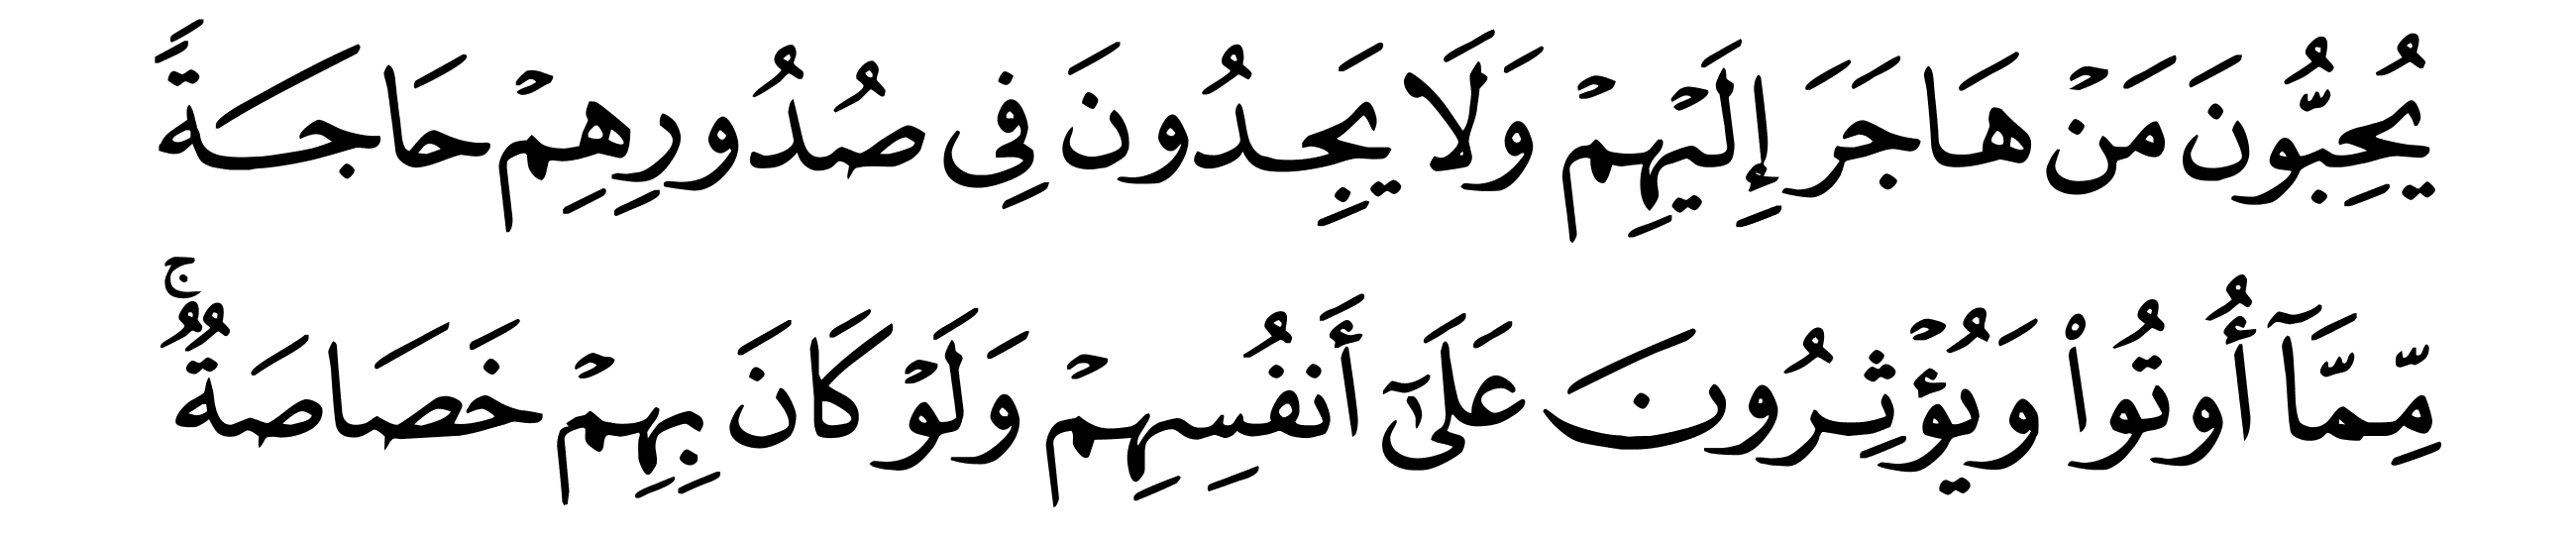 يُحِبُّونَ مَنْ هَاجَرَ إِلَيْهِمْ وَلَا يَجِدُونَ فِى صُدُورِهِمْ حَاجَةً
مِّمَّآ أُوتُوا۟ وَيُؤْثِرُونَ عَلَىٰٓ أَنفُسِهِمْ وَلَوْ كَانَ بِهِمْ خَصَاصَةٌ ۚ